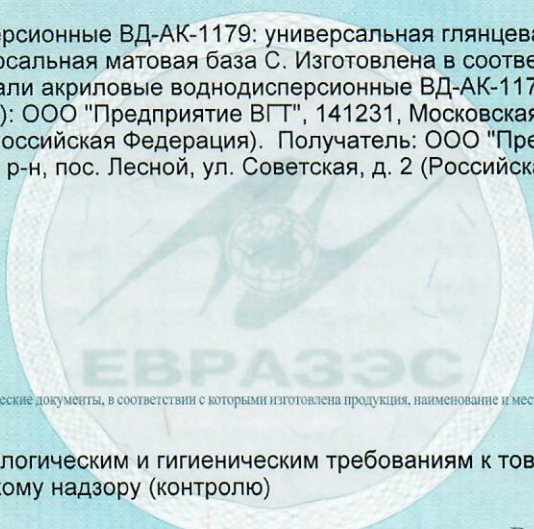 ерсионные ВД-АК-1179: универсальная глянцева
рсальная матовая база С. Изготовлена в соотве
али акриловые воднодисперсионные ВД-АК-117
): ООО "Предприятие ВГТ", 141231, Московская
оссийская Федерация). Получатель: ООО "Пре
р-н, пос. Лесной, ул. Советская, д. 2 (Российска
ЕВРАЗЭС
еские документы, в соответствии с которыми изготовлена продукция, наименование и мес
логическим и гигиеническим требованиям к тов
кому надзору (контролю)